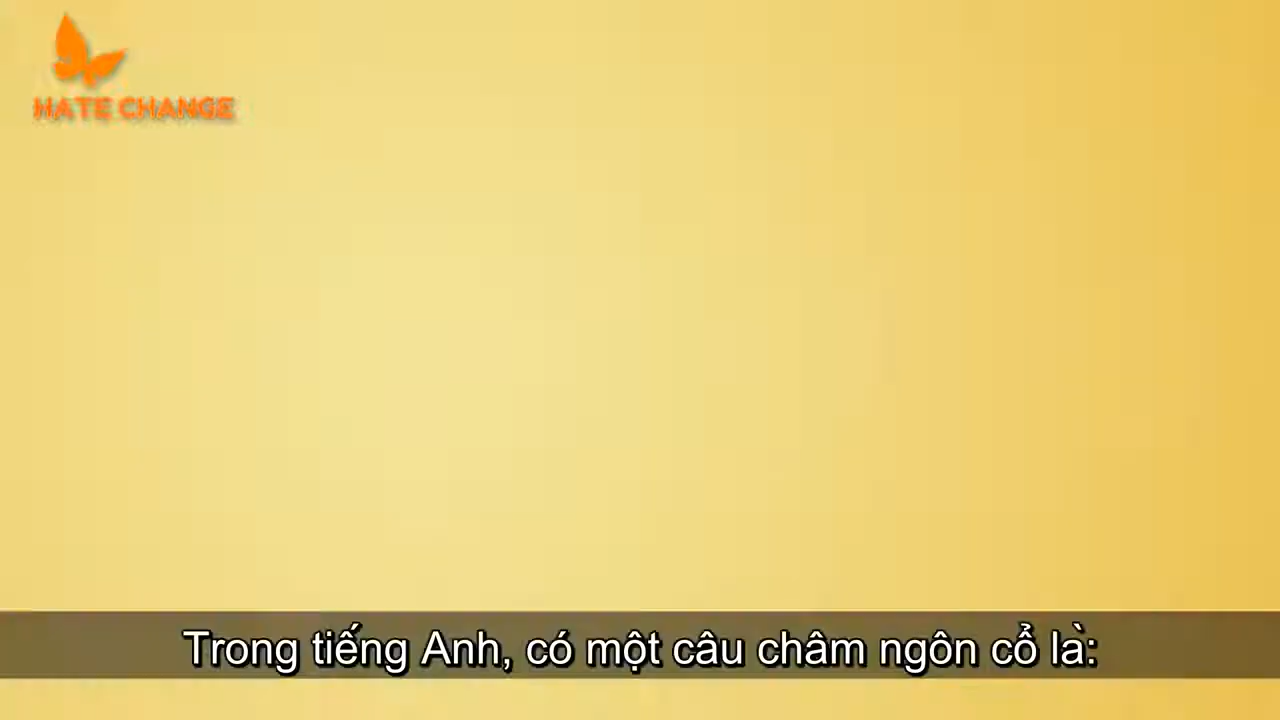 HATE CHANGE
Trong tiếng Anh, có một câu châm ngôn cổ là: